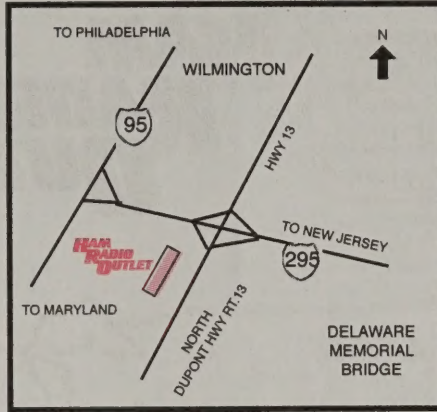 TO PHILADELPHIA
N
WILMINGTON
95
HWY 13
TO NEW JERSEY
HAM
RADIO
OUTLET
295
TO MARYLAND
NORTH
DUPONT HWY RT.13
DELAWARE
MEMORIAL
BRIDGE